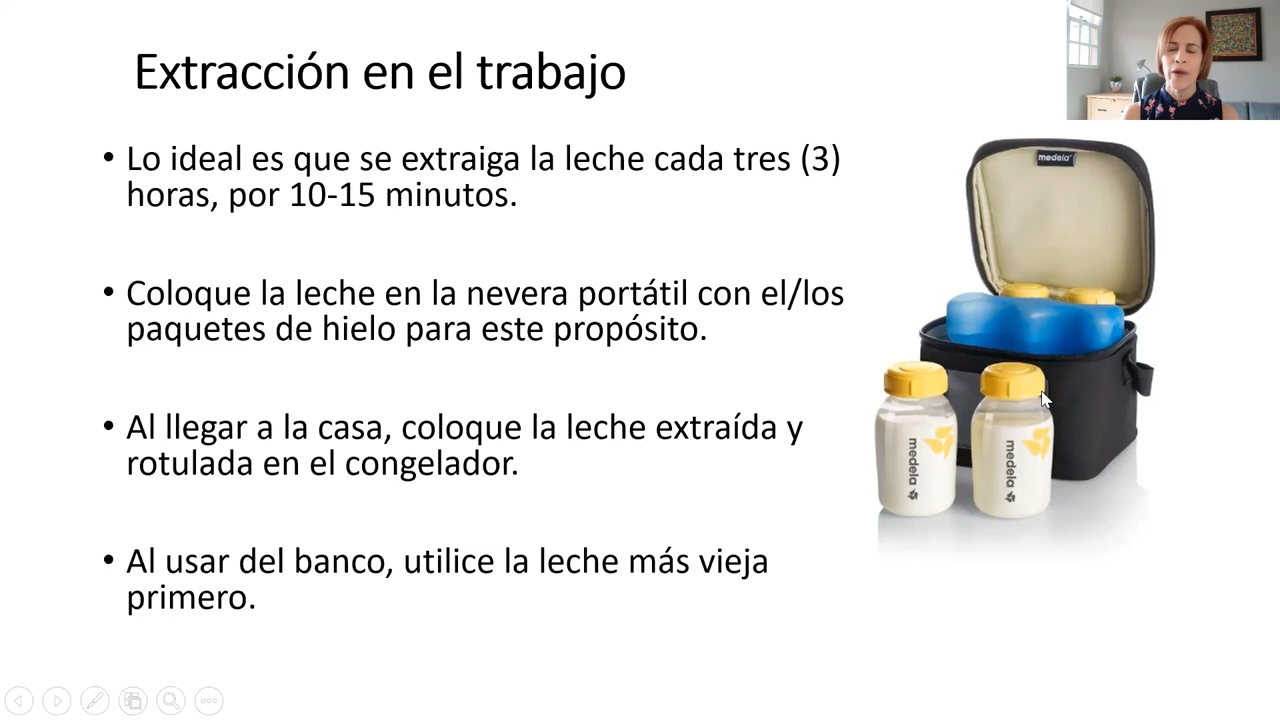 Extracción en el trabajo
• Lo ideal es que se extraiga la leche cada tres (3)
horas, por 10-15 minutos.
• Coloque la leche en la nevera portátil con el/los
paquetes de hielo para este propósito.
• Al llegar a la casa, coloque la leche extraída y
rotulada en el congelador.
• Al usar del banco, utilice la leche más vieja
primero.
medela
medela
medela